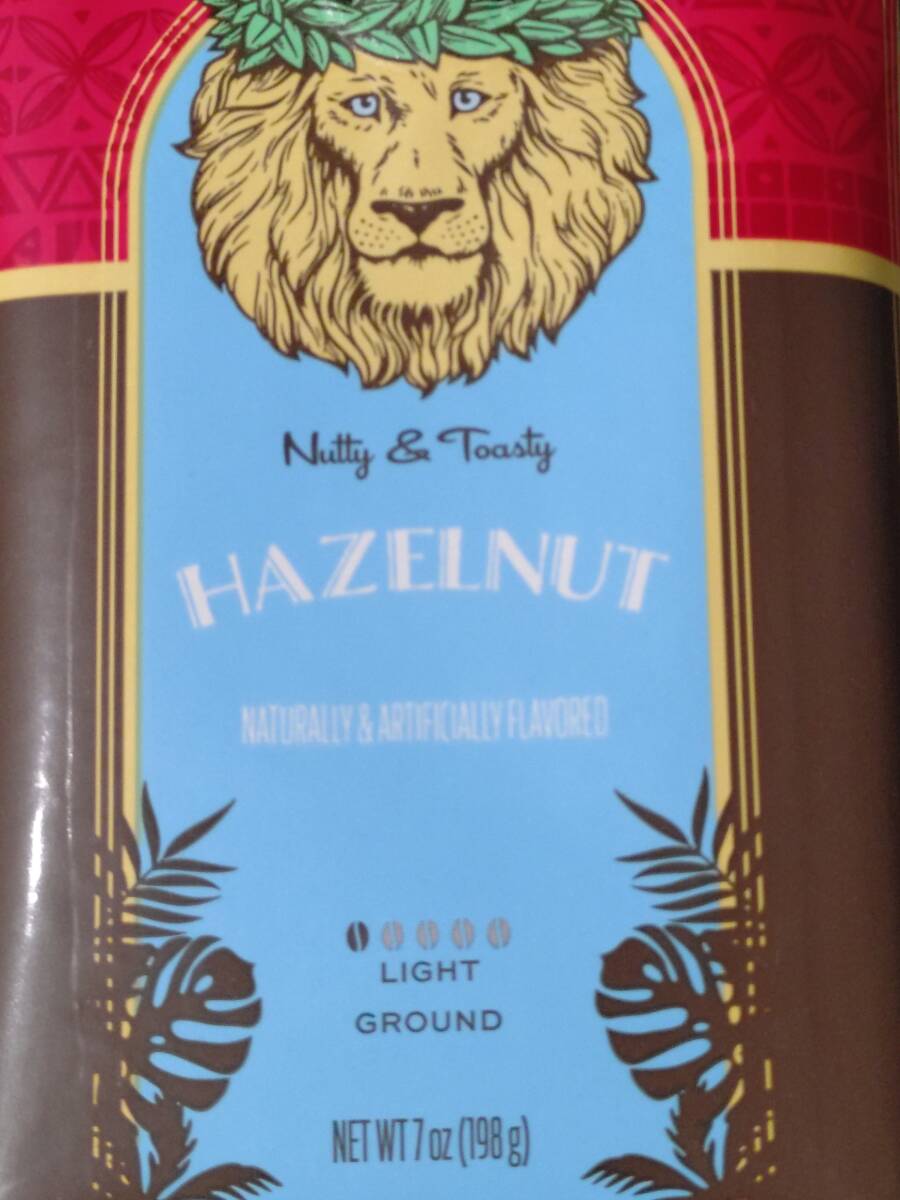 Nutty & Toasty
HAZELNUT
NATURALLY & ARTIFICIALLY FLAVORED
LIGHT
GROUND
NET WT 7 oz (198 g)